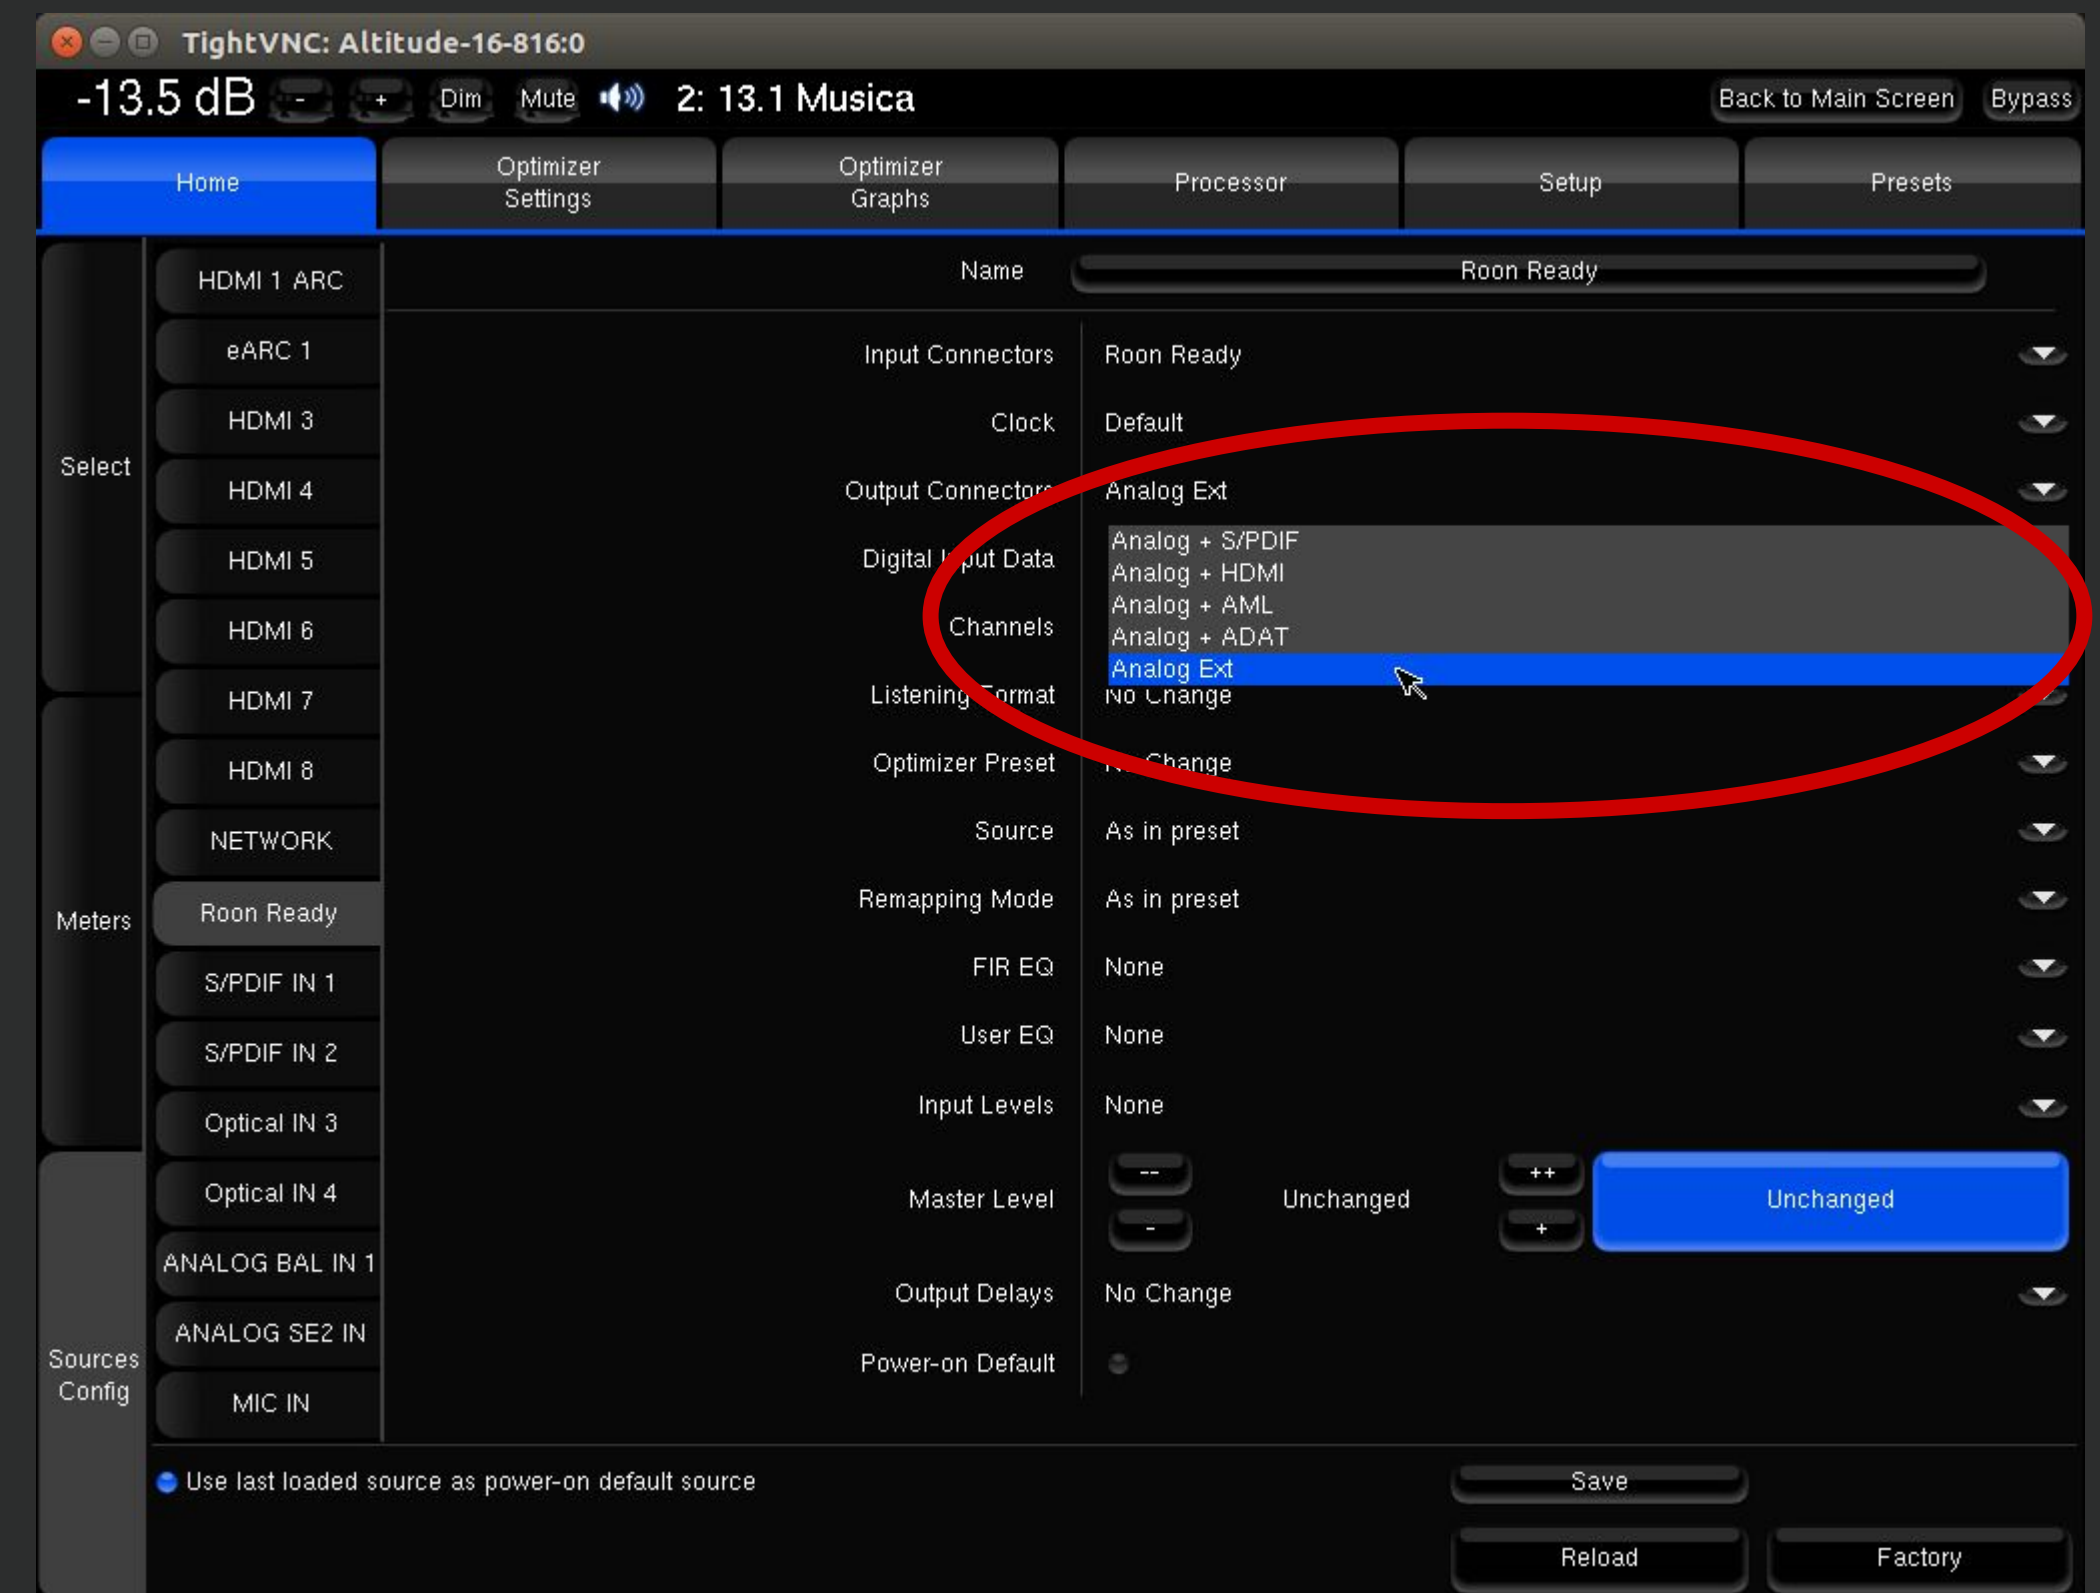 TightVNC: Altitude-16-816:0
-13.5 dB - + Dim Mute 2: 13.1 Musica Back to Main Screen Bypass
Home
Optimizer
Settings
Optimizer
Graphs
Processor
Setup
Presets
Select
Meters
Sources
Config
HDMI 1 ARC
eARC 1
HDMI 3
HDMI 4
HDMI 5
HDMI 6
HDMI 7
HDMI 8
NETWORK
Roon Ready
S/PDIF IN 1
S/PDIF IN 2
Optical IN 3
Optical IN 4
ANALOG BAL IN 1
ANALOG SE2 IN
MIC IN
Name Roon Ready
Input Connectors Roon Ready
Clock Default
Output Connectors Analog Ext
Analog + S/PDIF
Analog + HDMI
Analog + AML
Analog + ADAT
Analog Ext
Digital Input Data
Channels
Listening Format No Change
Optimizer Preset No Change
Source As in preset
Remapping Mode As in preset
FIR EQ None
User EQ None
Input Levels None
Master Level -- - Unchanged ++ + Unchanged
Output Delays No Change
Power-on Default
Use last loaded source as power-on default source
Save
Reload Factory